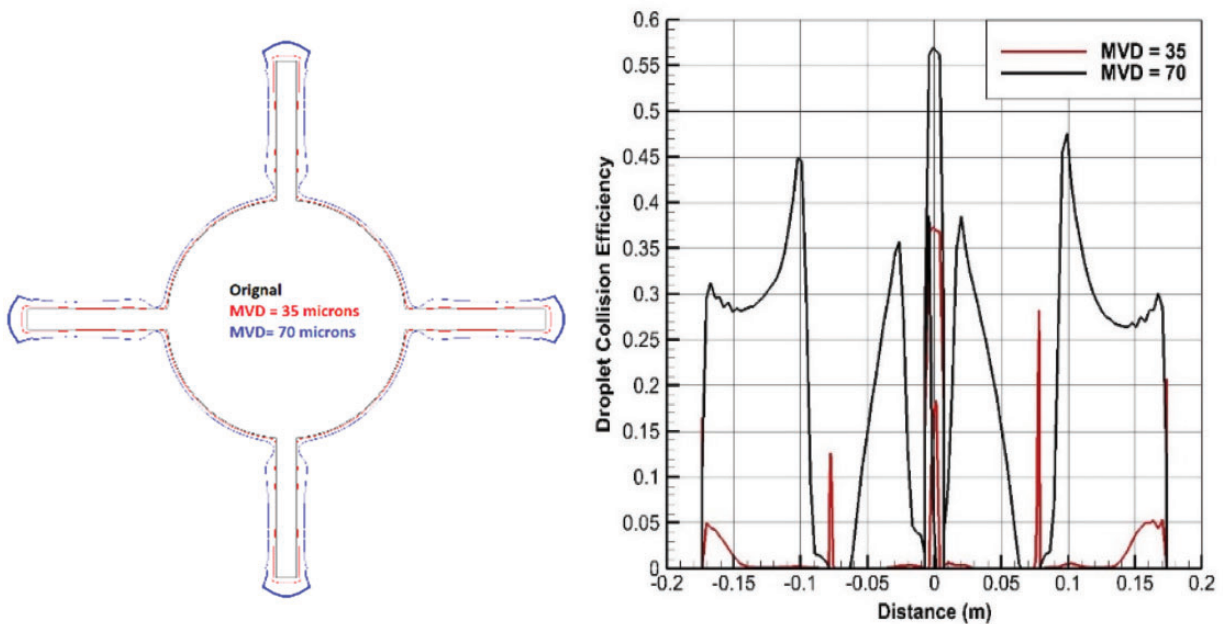 Orignal
MVD = 35 microns
MVD= 70 microns
Droplet Collision Efficiency
0.55
0.5
0.45
0.4
0.35
0.3
0.25
0.2
0.15
0.1
0.05
0
MVD = 35
MVD = 70
-0.2 -0.15 -0.1 -0.05 0 0.05 0.1 0.15 0.2
Distance (m)